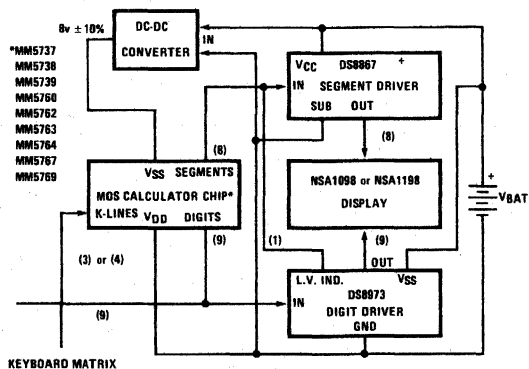 8v ± 10%
DC-DC
CONVERTER
IN
*MM5737
MM5738
MM5739
MM5760
MM5762
MM5763
MM5764
MM5767
MM5769
VCC DS8867 +
IN SEGMENT DRIVER
SUB OUT
(8)
(8)
VSS SEGMENTS
MOS CALCULATOR CHIP*
K-LINES VDD DIGITS
NSA1098 or NSA1198
DISPLAY
+
VBAT
(9)
(1)
(9)
(3) or (4)
OUT
L.V. IND. VSS
DS8973
IN
DIGIT DRIVER
GND
(9)
KEYBOARD MATRIX